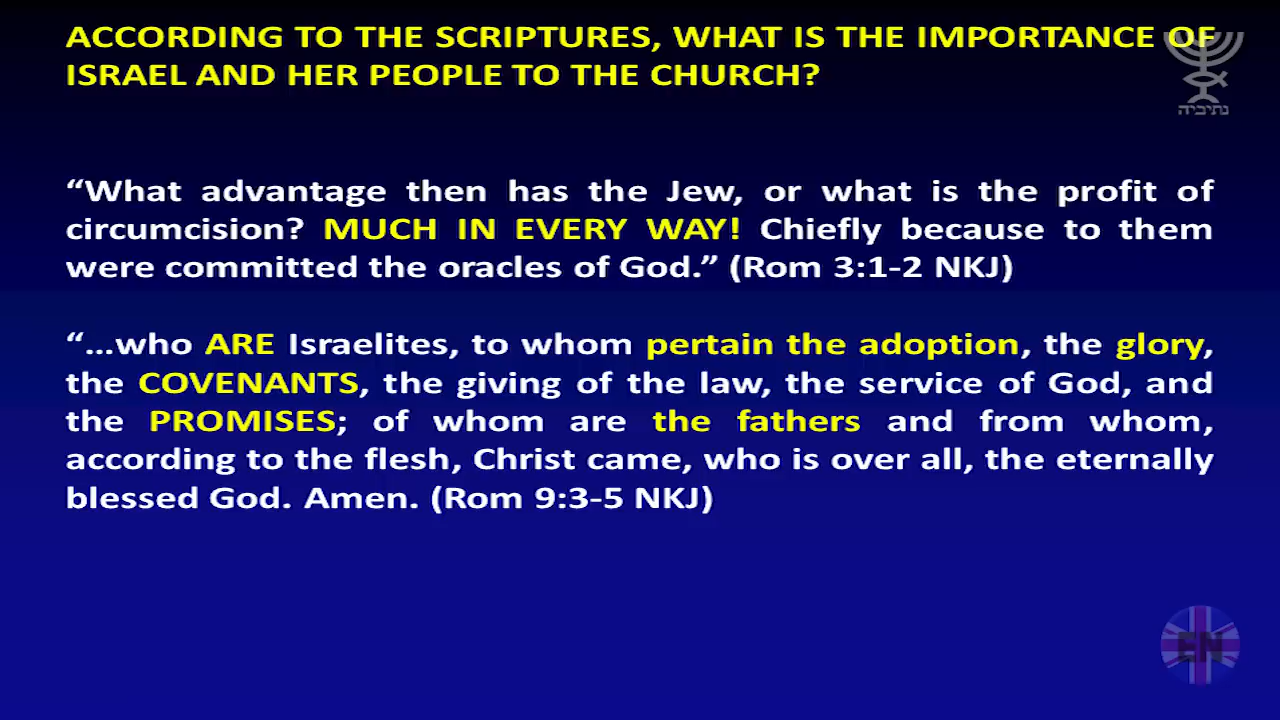 ACCORDING TO THE SCRIPTURES, WHAT IS THE IMPORTANCE OF
ISRAEL AND HER PEOPLE TO THE CHURCH?
נתיביה
“What advantage then has the Jew, or what is the profit of
circumcision? MUCH IN EVERY WAY! Chiefly because to them
were committed the oracles of God.” (Rom 3:1-2 NKJ)
“…who ARE Israelites, to whom pertain the adoption, the glory,
the COVENANTS, the giving of the law, the service of God, and
the PROMISES; of whom are the fathers and from whom,
according to the flesh, Christ came, who is over all, the eternally
blessed God. Amen. (Rom 9:3-5 NKJ)
EN